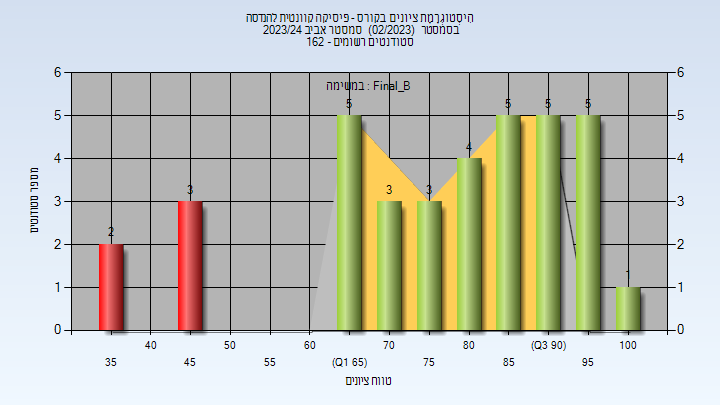 היסטוגרמת ציונים בקורס - פיסיקה קוונטית להנדסה
בסמסטר (02/2023) סמסטר אביב 2023/24
סטודנטים רשומים - 162
במשימה : Final_B
מספר סטודנטים
6 6
5 5
4 4
3 3
2 2
1 1
0 0
2 3 5 3 3 4 5 5 5 1
40 50 60 70 80 (Q3 90) 100
35 45 55 (Q1 65) 75 85 95
טווח ציונים